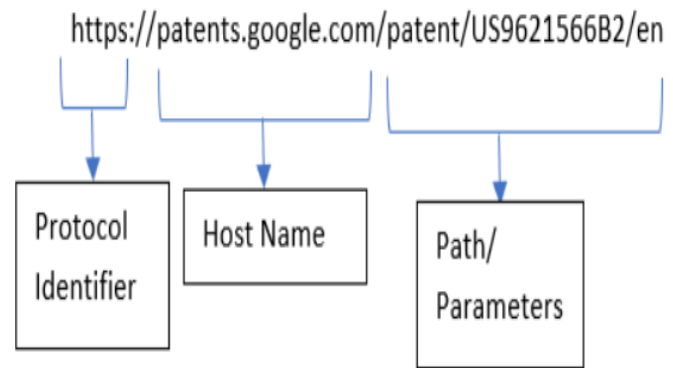 https://patents.google.com/patent/US9621566B2/en
Protocol
Identifier
Host Name
Path/
Parameters